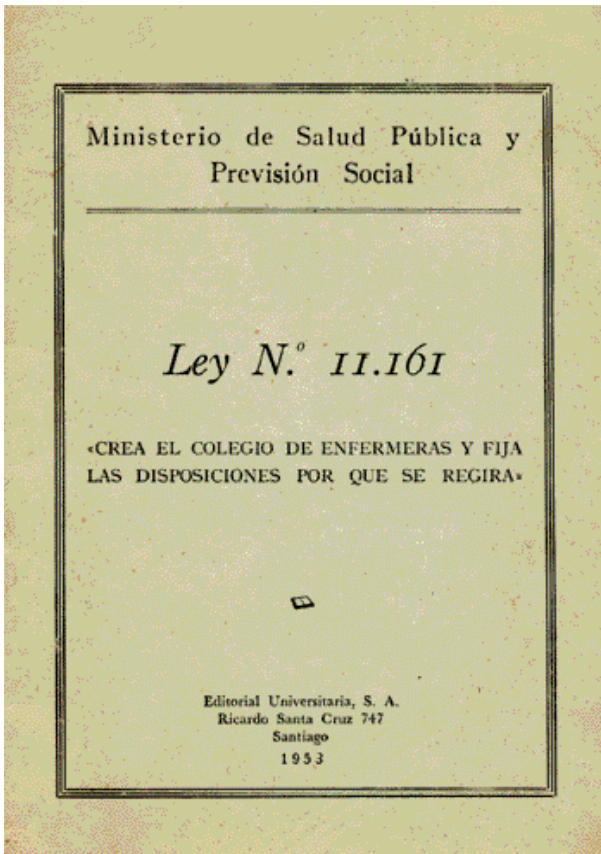 Ministerio de Salud Pública y
Previsión Social
Ley N.º 11.161
«CREA EL COLEGIO DE ENFERMERAS Y FIJA
LAS DISPOSICIONES POR QUE SE REGIRA»
Editorial Universitaria, S. A.
Ricardo Santa Cruz 747
Santiago
1953